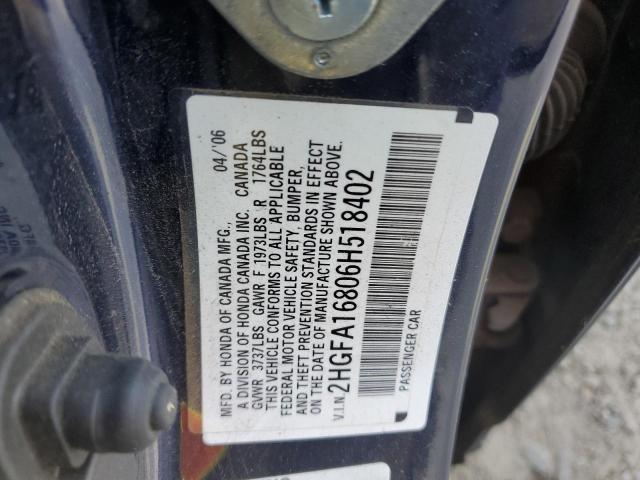 MFD. BY HONDA OF CANADA MFG., 04/'06
A DIVISION OF HONDA CANADA INC. CANADA
GVWR 3737LBS GAWR F 1973LBS R 1764LBS
THIS VEHICLE CONFORMS TO ALL APPLICABLE
FEDERAL MOTOR VEHICLE SAFETY, BUMPER,
AND THEFT PREVENTION STANDARDS IN EFFECT
ON THE DATE OF MANUFACTURE SHOWN ABOVE.
V.I.N. 2HGFA16806H518402
PASSENGER CAR